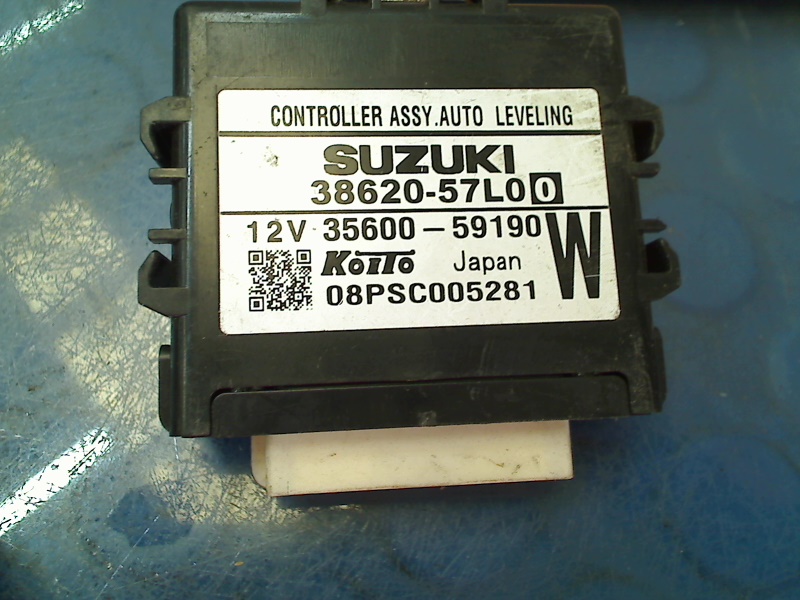 CONTROLLER ASSY.AUTO LEVELING
SUZUKI
38620-57L00
12V 35600-59190 W
KOITO Japan
08PSC005281